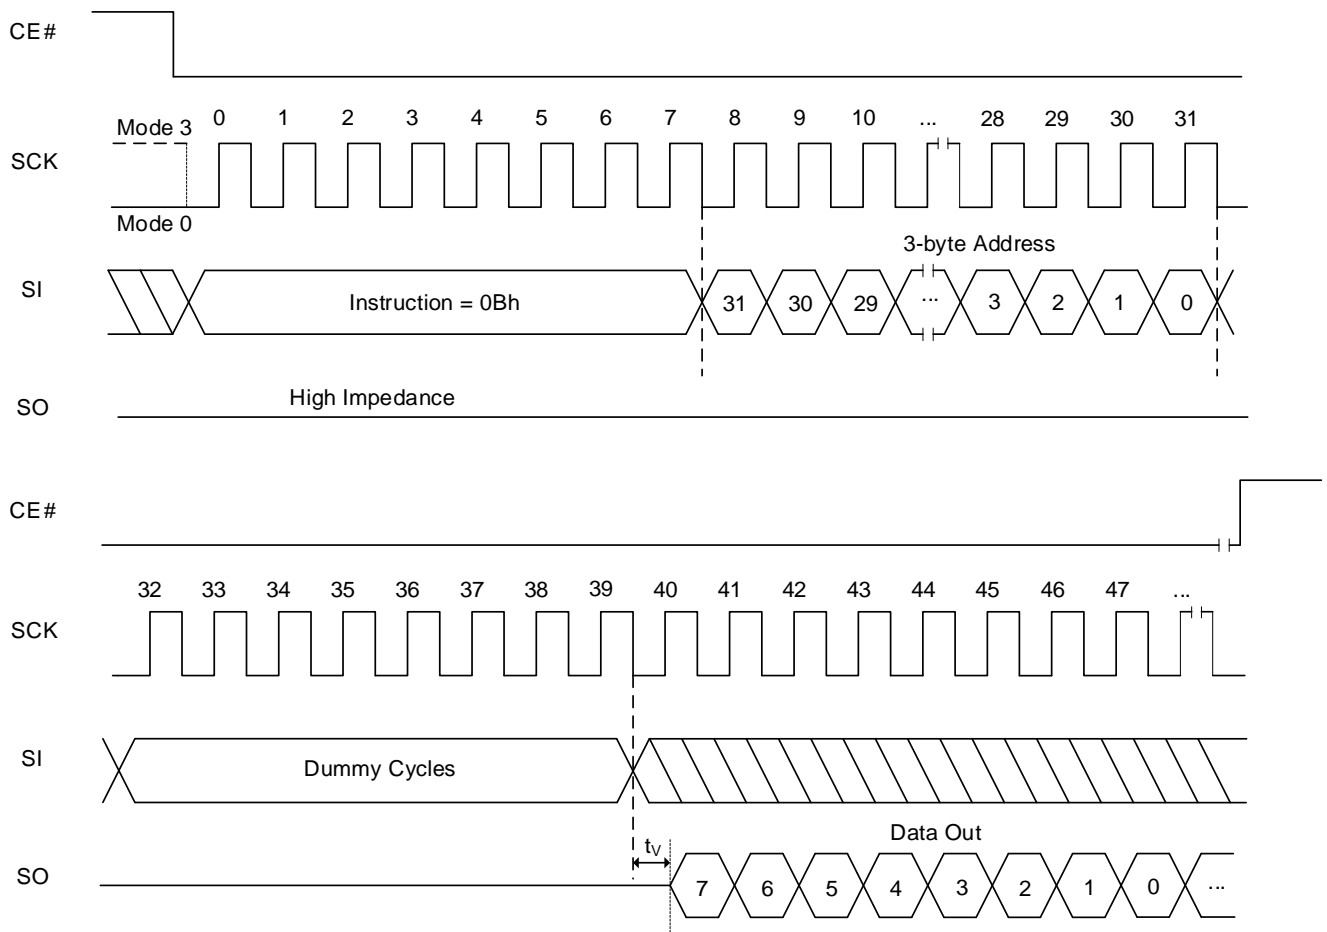 CE#
0 1 2 3 4 5 6 7 8 9 10 ... 28 29 30 31
Mode 3
SCK
Mode 0
3-byte Address
SI
Instruction = 0Bh
31 30 29 ... 3 2 1 0
High Impedance
SO
CE#
32 33 34 35 36 37 38 39 40 41 42 43 44 45 46 47 ...
SCK
SI
Dummy Cycles
Data Out
tV
SO
7 6 5 4 3 2 1 0 ...